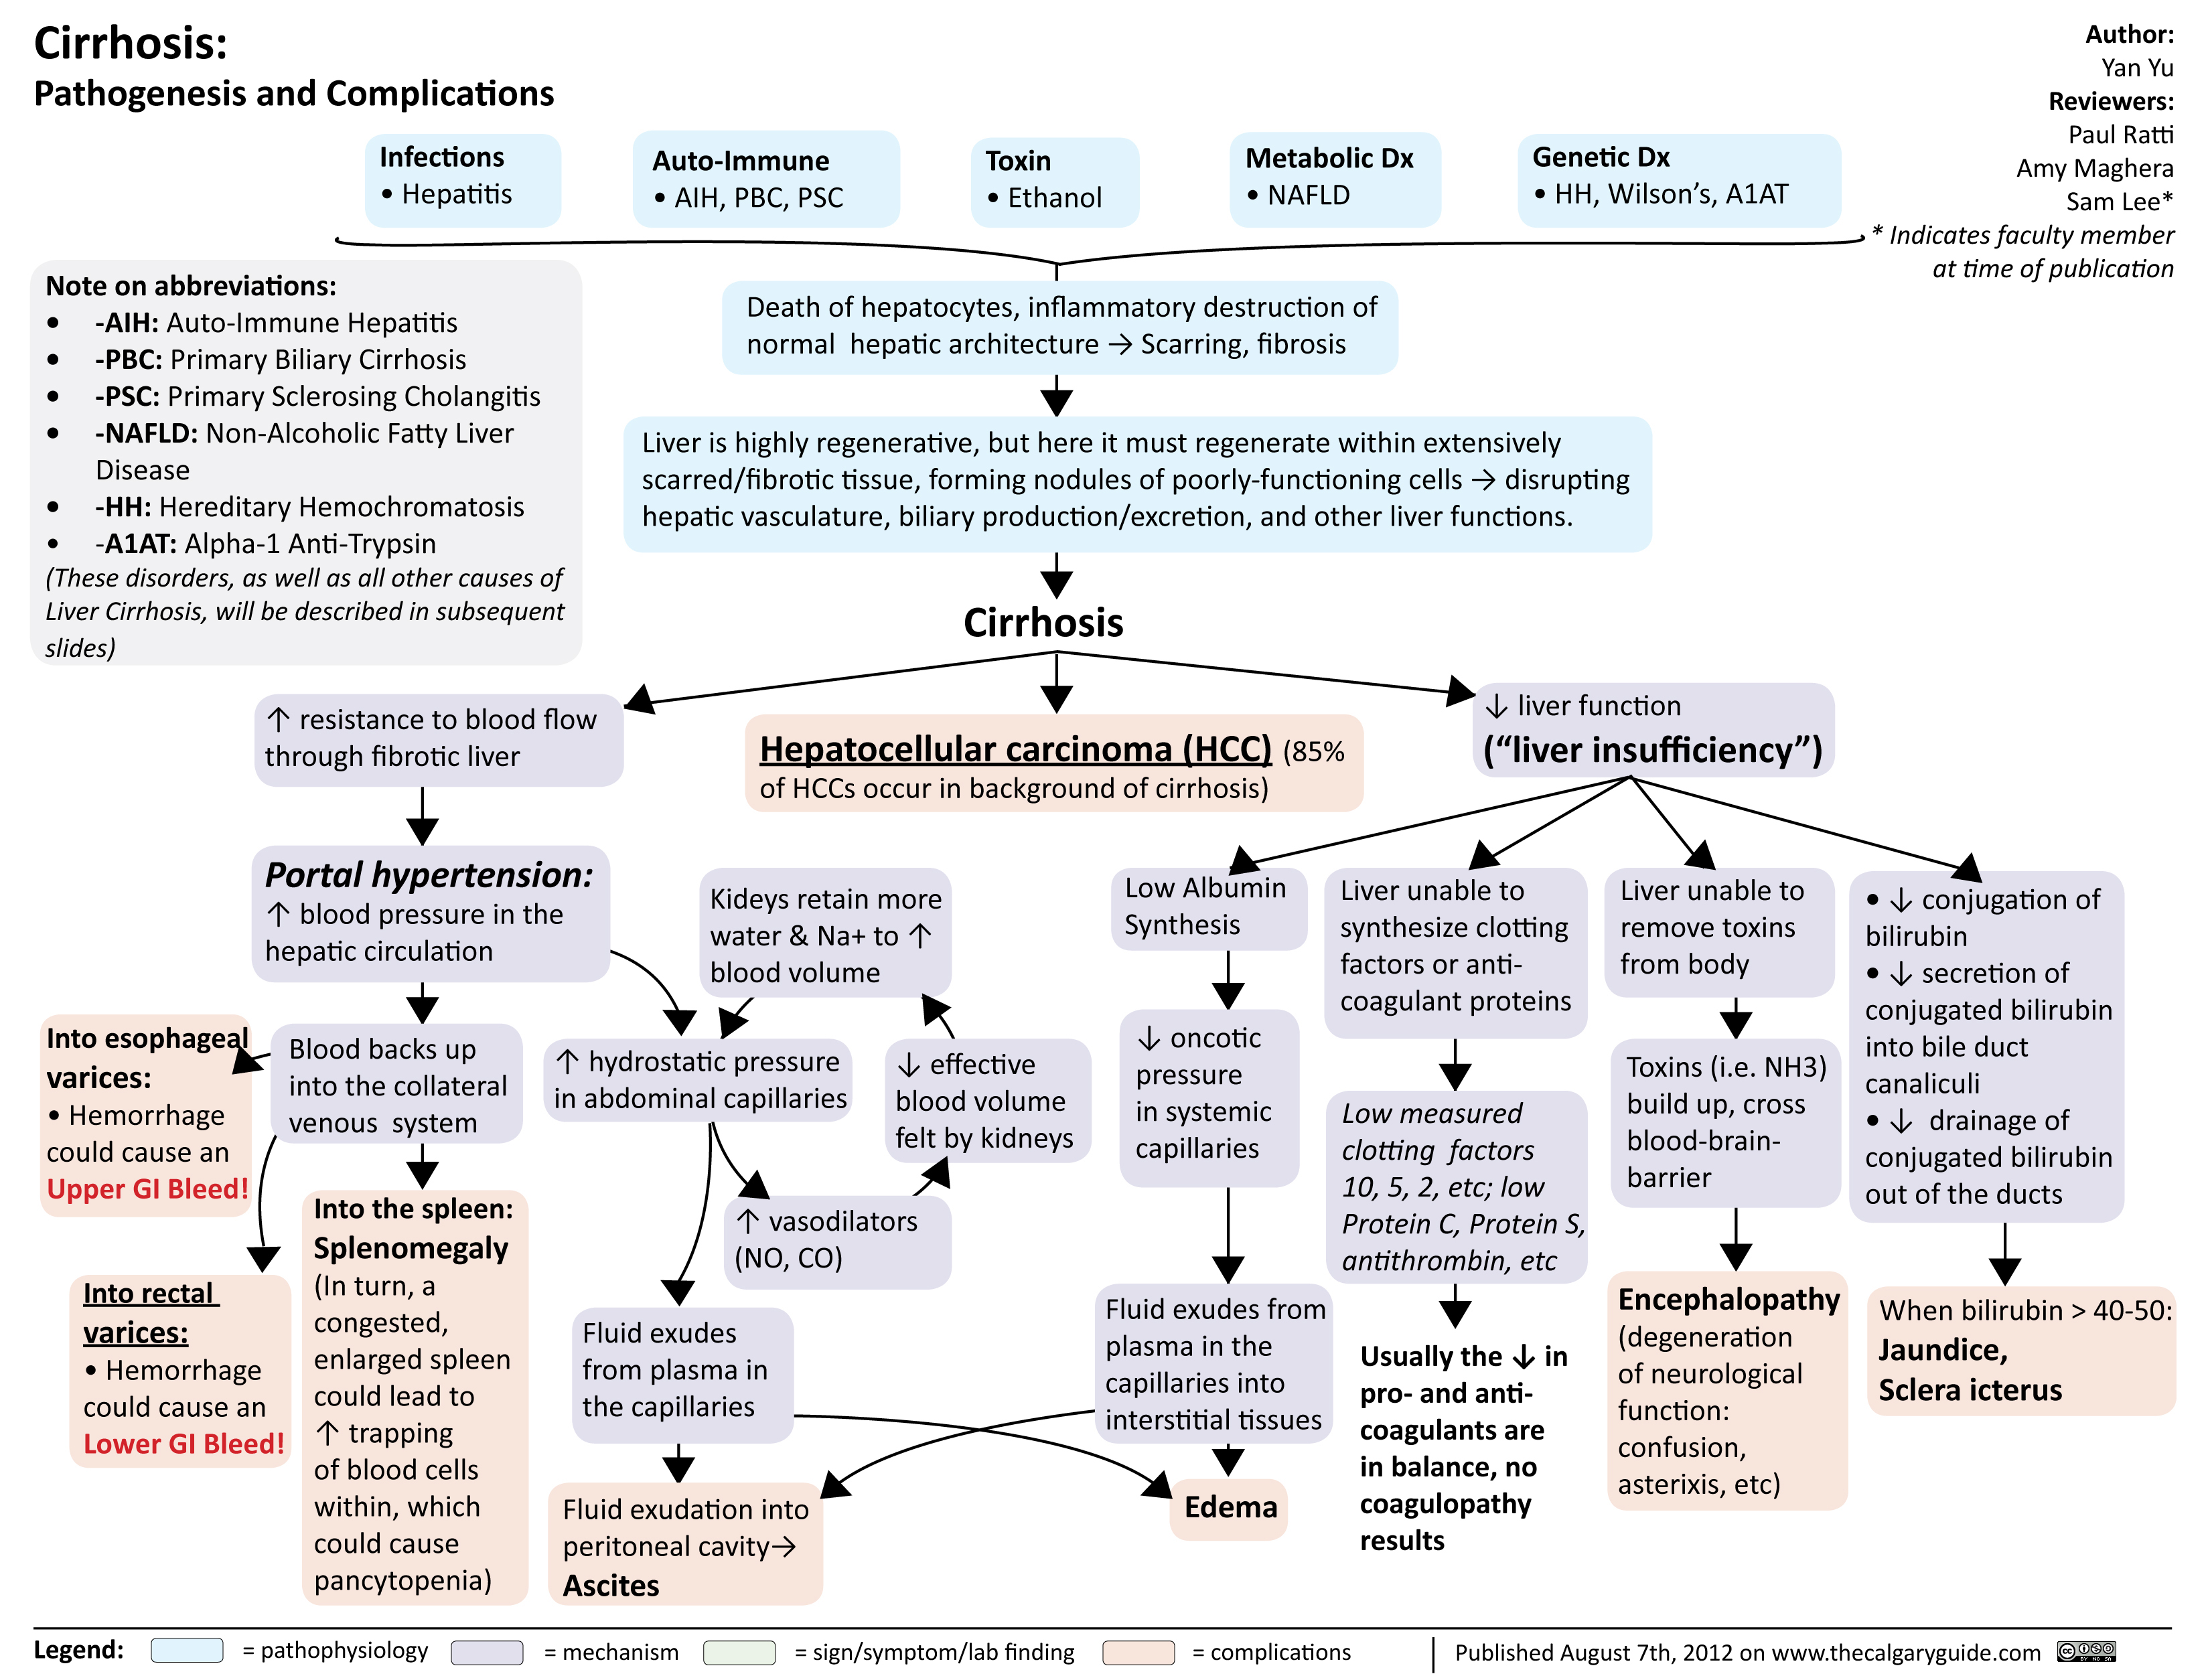 Cirrhosis:
Pathogenesis and Complications
Author:
Yan Yu
Reviewers:
Paul Ratti
Amy Maghera
Sam Lee*
* Indicates faculty member
at time of publication
Infections
• Hepatitis
Auto-Immune
• AIH, PBC, PSC
Toxin
• Ethanol
Metabolic Dx
• NAFLD
Genetic Dx
• HH, Wilson’s, A1AT
Note on abbreviations:
• -AIH: Auto-Immune Hepatitis
• -PBC: Primary Biliary Cirrhosis
• -PSC: Primary Sclerosing Cholangitis
• -NAFLD: Non-Alcoholic Fatty Liver
Disease
• -HH: Hereditary Hemochromatosis
• -A1AT: Alpha-1 Anti-Trypsin
(These disorders, as well as all other causes of
Liver Cirrhosis, will be described in subsequent
slides)
Death of hepatocytes, inflammatory destruction of
normal hepatic architecture → Scarring, fibrosis
Liver is highly regenerative, but here it must regenerate within extensively
scarred/fibrotic tissue, forming nodules of poorly-functioning cells → disrupting
hepatic vasculature, biliary production/excretion, and other liver functions.
Cirrhosis
↑ resistance to blood flow
through fibrotic liver
Hepatocellular carcinoma (HCC) (85%
of HCCs occur in background of cirrhosis)
↓ liver function
(“liver insufficiency”)
Portal hypertension:
↑ blood pressure in the
hepatic circulation
Kideys retain more
water & Na+ to ↑
blood volume
Low Albumin
Synthesis
Liver unable to
synthesize clotting
factors or anti-
coagulant proteins
Liver unable to
remove toxins
from body
• ↓ conjugation of
bilirubin
• ↓ secretion of
conjugated bilirubin
into bile duct
canaliculi
• ↓ drainage of
conjugated bilirubin
out of the ducts
Into esophageal
varices:
• Hemorrhage
could cause an
Upper GI Bleed!
Blood backs up
into the collateral
venous system
↑ hydrostatic pressure
in abdominal capillaries
↓ effective
blood volume
felt by kidneys
↓ oncotic
pressure
in systemic
capillaries
Low measured
clotting factors
10, 5, 2, etc; low
Protein C, Protein S,
antithrombin, etc
Toxins (i.e. NH3)
build up, cross
blood-brain-
barrier
Into rectal
varices:
• Hemorrhage
could cause an
Lower GI Bleed!
Into the spleen:
Splenomegaly
(In turn, a
congested,
enlarged spleen
could lead to
↑ trapping
of blood cells
within, which
could cause
pancytopenia)
↑ vasodilators
(NO, CO)
Fluid exudes
from plasma in
the capillaries
Fluid exudes from
plasma in the
capillaries into
interstitial tissues
Usually the ↓ in
pro- and anti-
coagulants are
in balance, no
coagulopathy
results
Encephalopathy
(degeneration
of neurological
function:
confusion,
asterixis, etc)
When bilirubin > 40-50:
Jaundice,
Sclera icterus
Fluid exudation into
peritoneal cavity→
Ascites
Edema
Legend:
= pathophysiology
= mechanism
= sign/symptom/lab finding
= complications
Published August 7th, 2012 on www.thecalgaryguide.com
cc BY NC SA